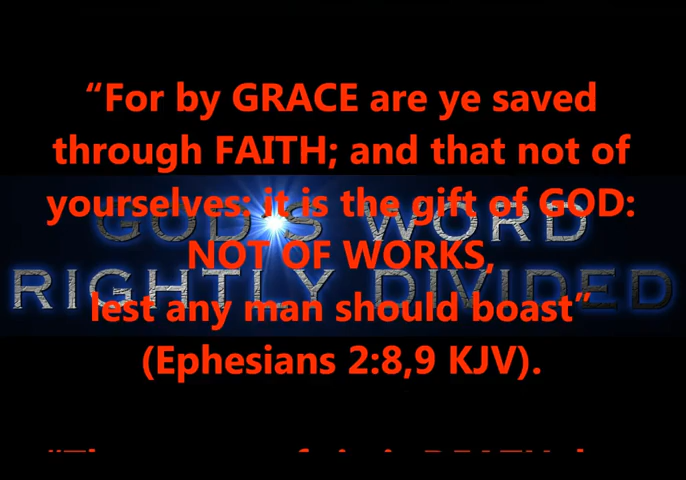 “For by GRACE are ye saved
through FAITH; and that not of
yourselves: it is the gift of GOD:
GOD'S WORD
NOT OF WORKS,
RIGHTLY DIVIDED
lest any man should boast”
(Ephesians 2:8,9 KJV).